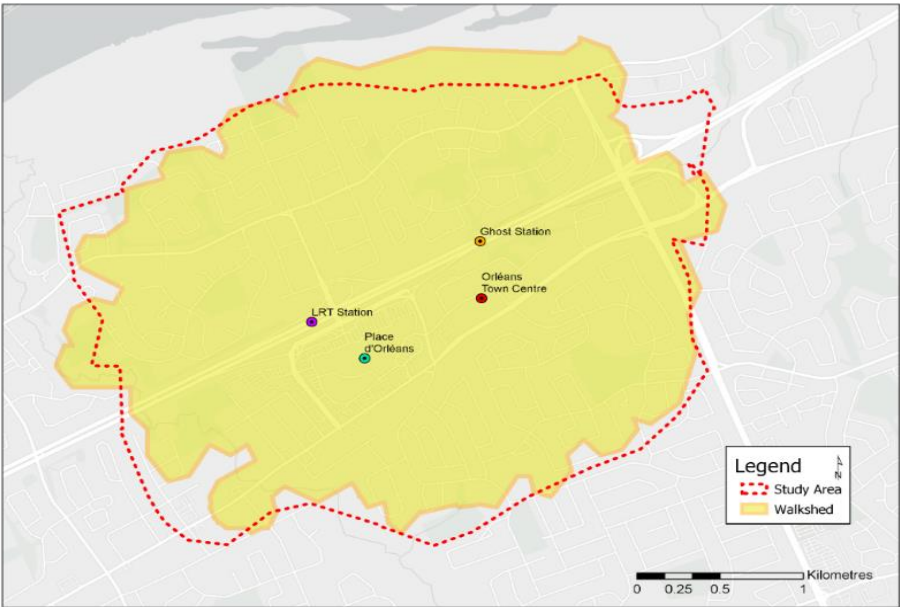 Ghost Station
Orléans
Town Centre
LRT Station
Place
d'Orléans
Legend
N
Study Area
Walkshed
Kilometres
0 0.25 0.5 1